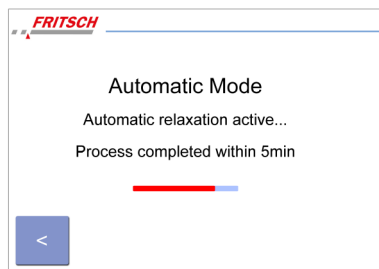 FRITSCH
Automatic Mode
Automatic relaxation active...
Process completed within 5min
<